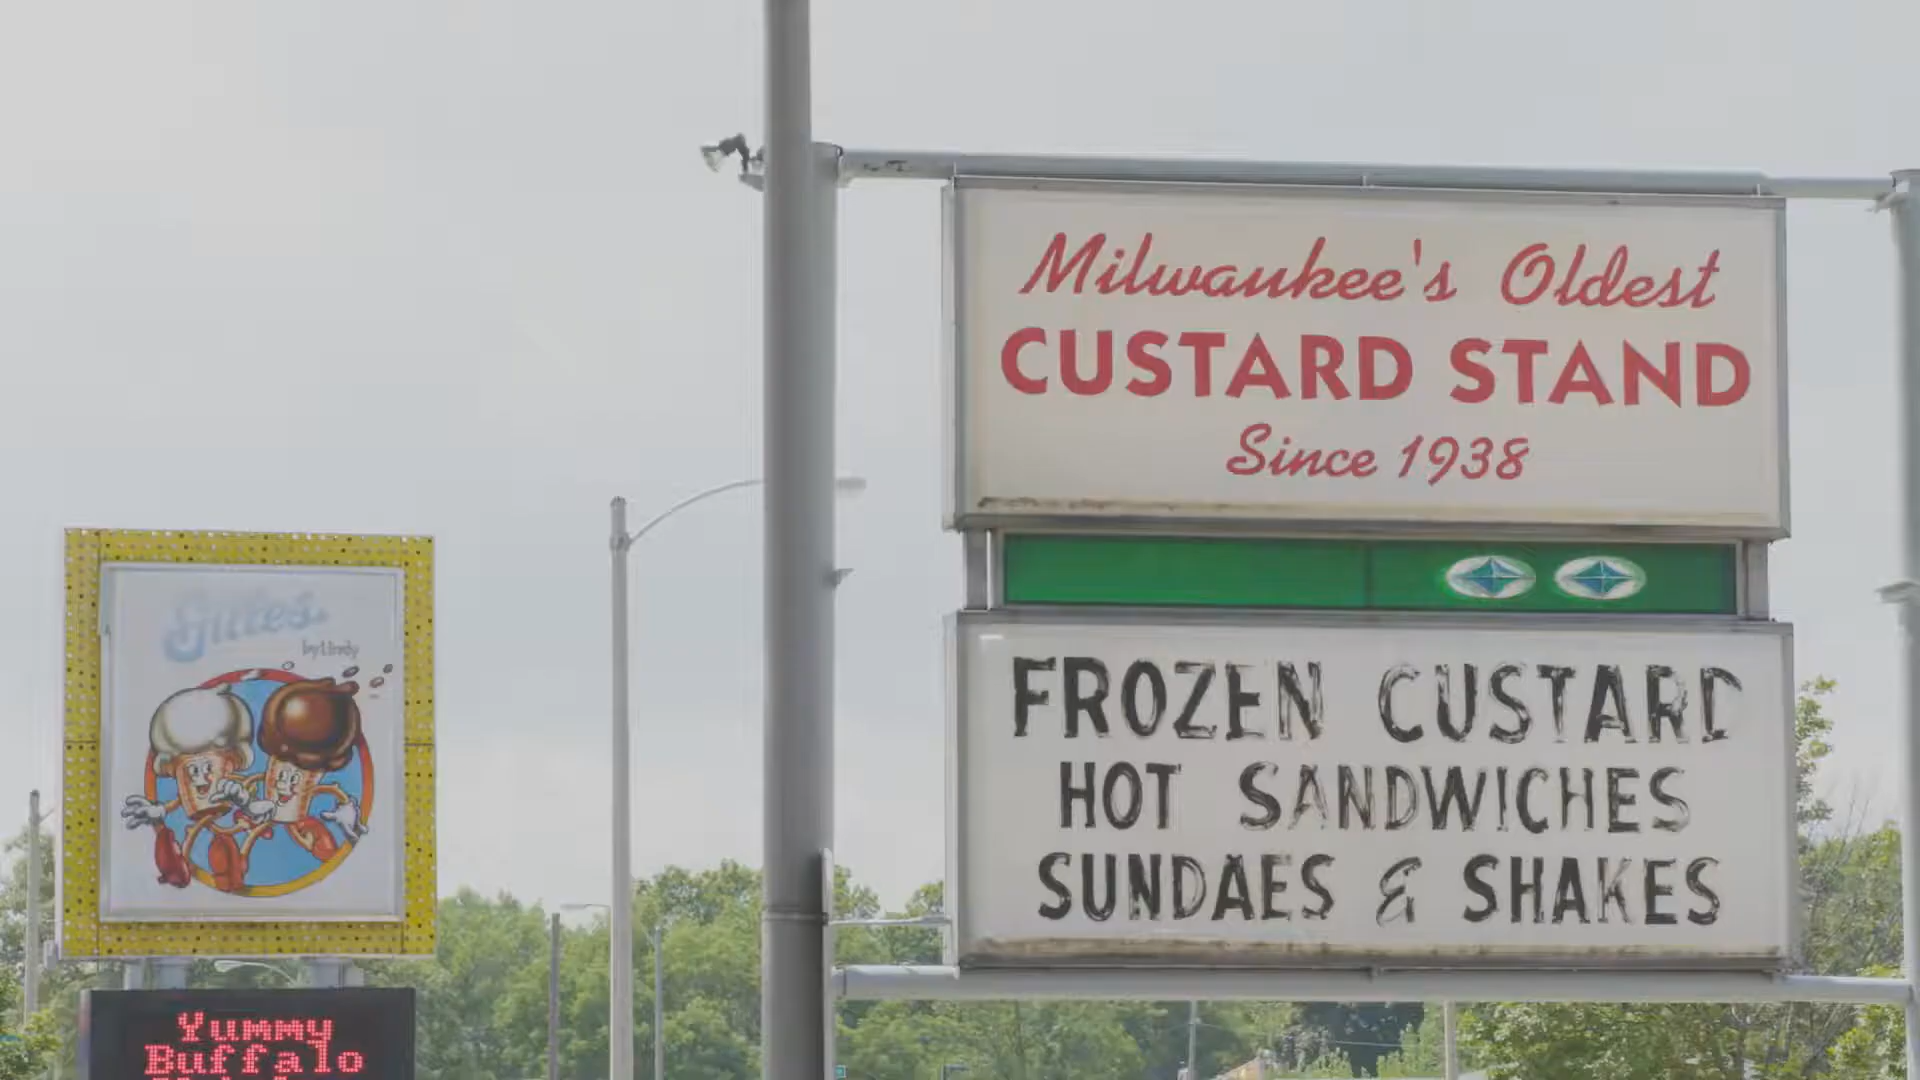 Milwaukee's Oldest
CUSTARD STAND
Since 1938
FROZEN CUSTARD
HOT SANDWICHES
SUNDAES & SHAKES
Gilles
by Lindy
Yummy
Buffalo